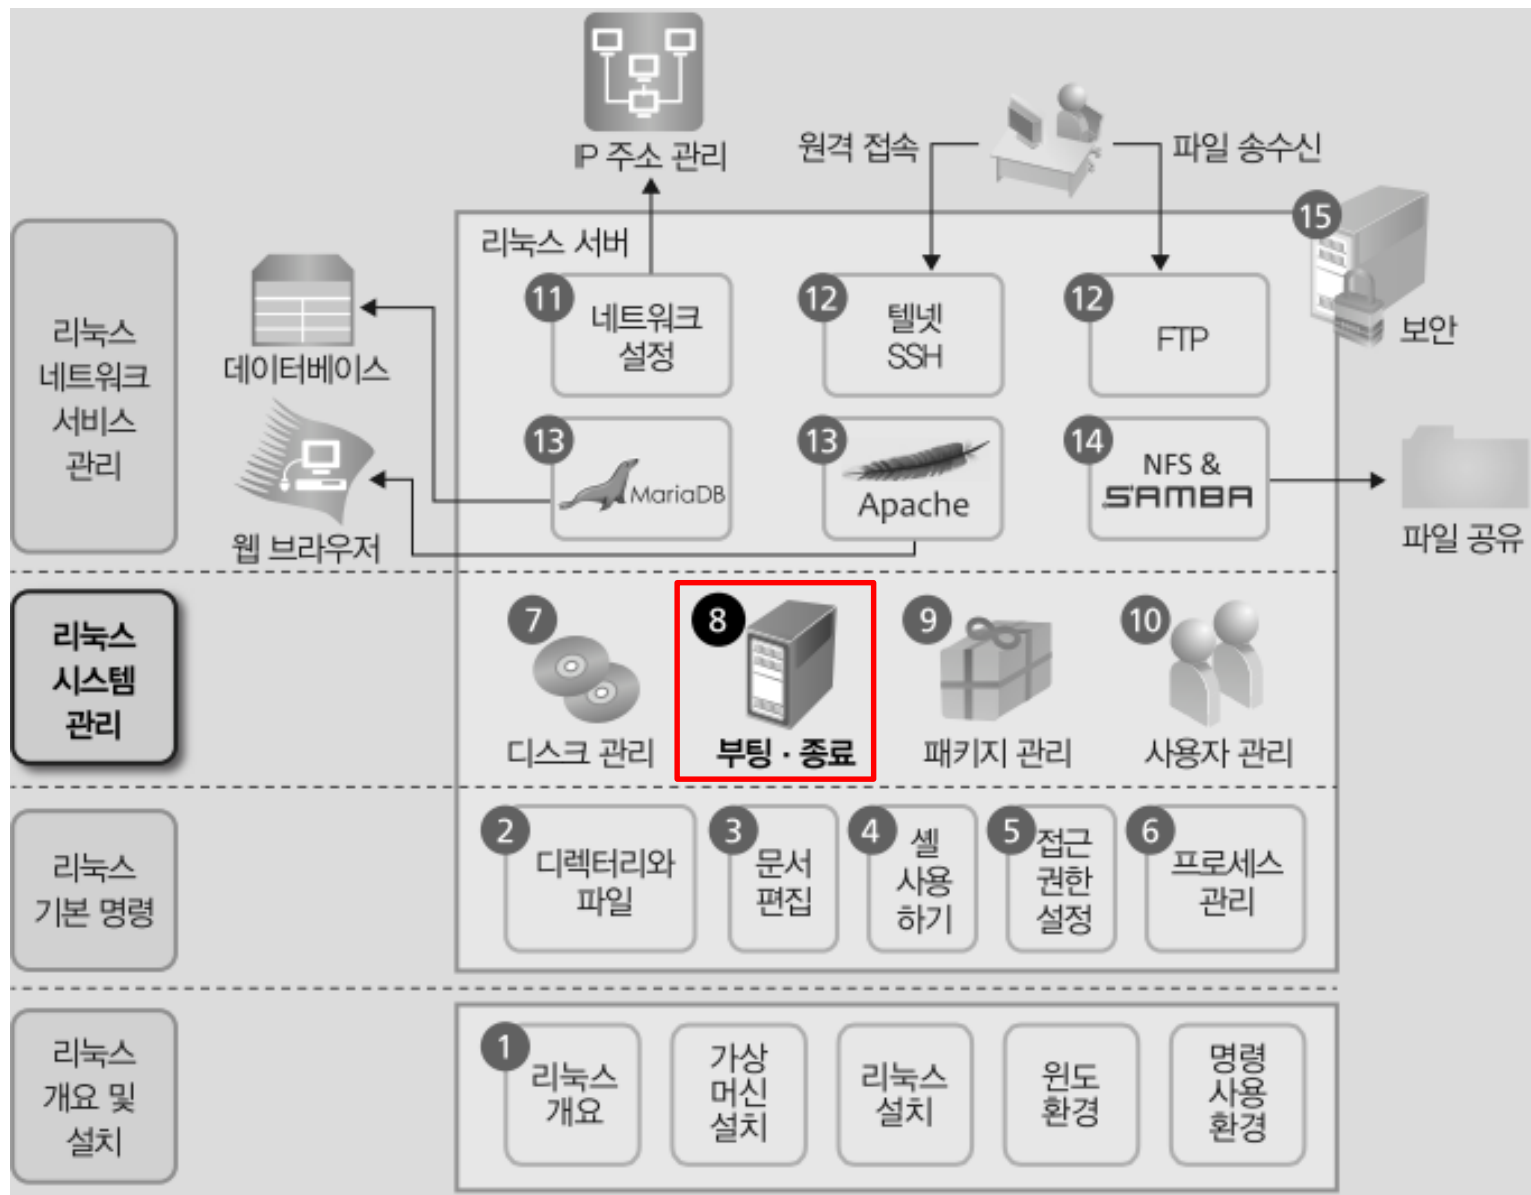 IP 주소 관리
원격 접속
파일 송수신
15
보안
리눅스 서버
리눅스
네트워크
서비스
관리
데이터베이스
웹 브라우저
11
네트워크
설정
12
텔넷
SSH
12
FTP
13
MariaDB
13
Apache
14
NFS &
SAMBA
파일 공유
리눅스
시스템
관리
7
디스크 관리
8
부팅 · 종료
9
패키지 관리
10
사용자 관리
리눅스
기본 명령
2
디렉터리와
파일
3
문서
편집
4
셸
사용
하기
5
접근
권한
설정
6
프로세스
관리
리눅스
개요 및
설치
1
리눅스
개요
가상
머신
설치
리눅스
설치
윈도
환경
명령
사용
환경